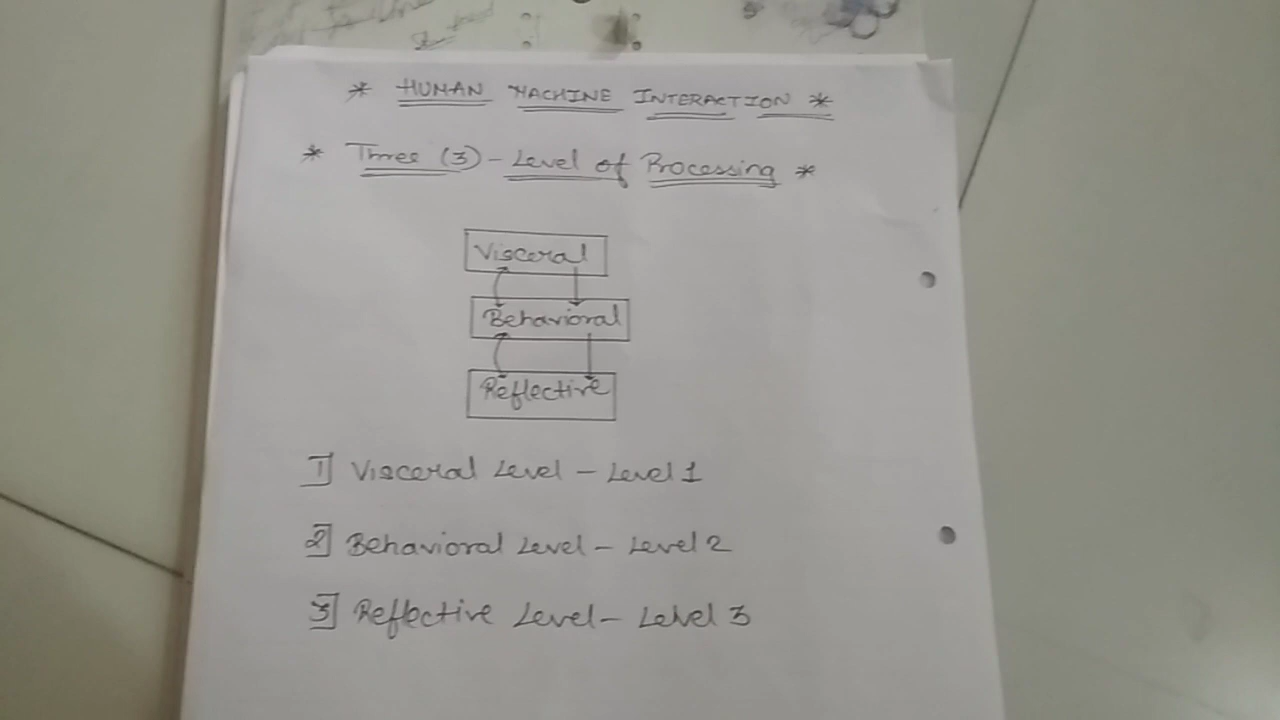 * HUMAN MACHINE INTERACTION *
* Three (3) - Level of Processing *
Visceral
Behavioral
Reflective
1] Visceral Level - Level 1
2] Behavioral Level - Level 2
3] Reflective Level - Level 3